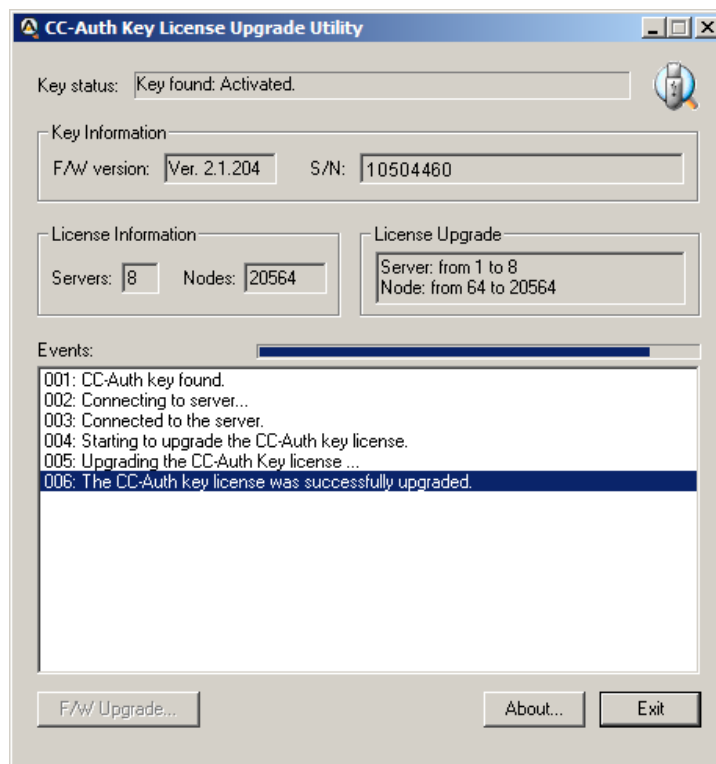 CC-Auth Key License Upgrade Utility
Key status: Key found: Activated.
Key Information
F/W version: Ver. 2.1.204 S/N: 10504460
License Information
Servers: 8 Nodes: 20564
License Upgrade
Server: from 1 to 8
Node: from 64 to 20564
Events:
001: CC-Auth key found.
002: Connecting to server...
003: Connected to the server.
004: Starting to upgrade the CC-Auth key license.
005: Upgrading the CC-Auth Key license ...
006: The CC-Auth key license was successfully upgraded.
F/W Upgrade... About... Exit